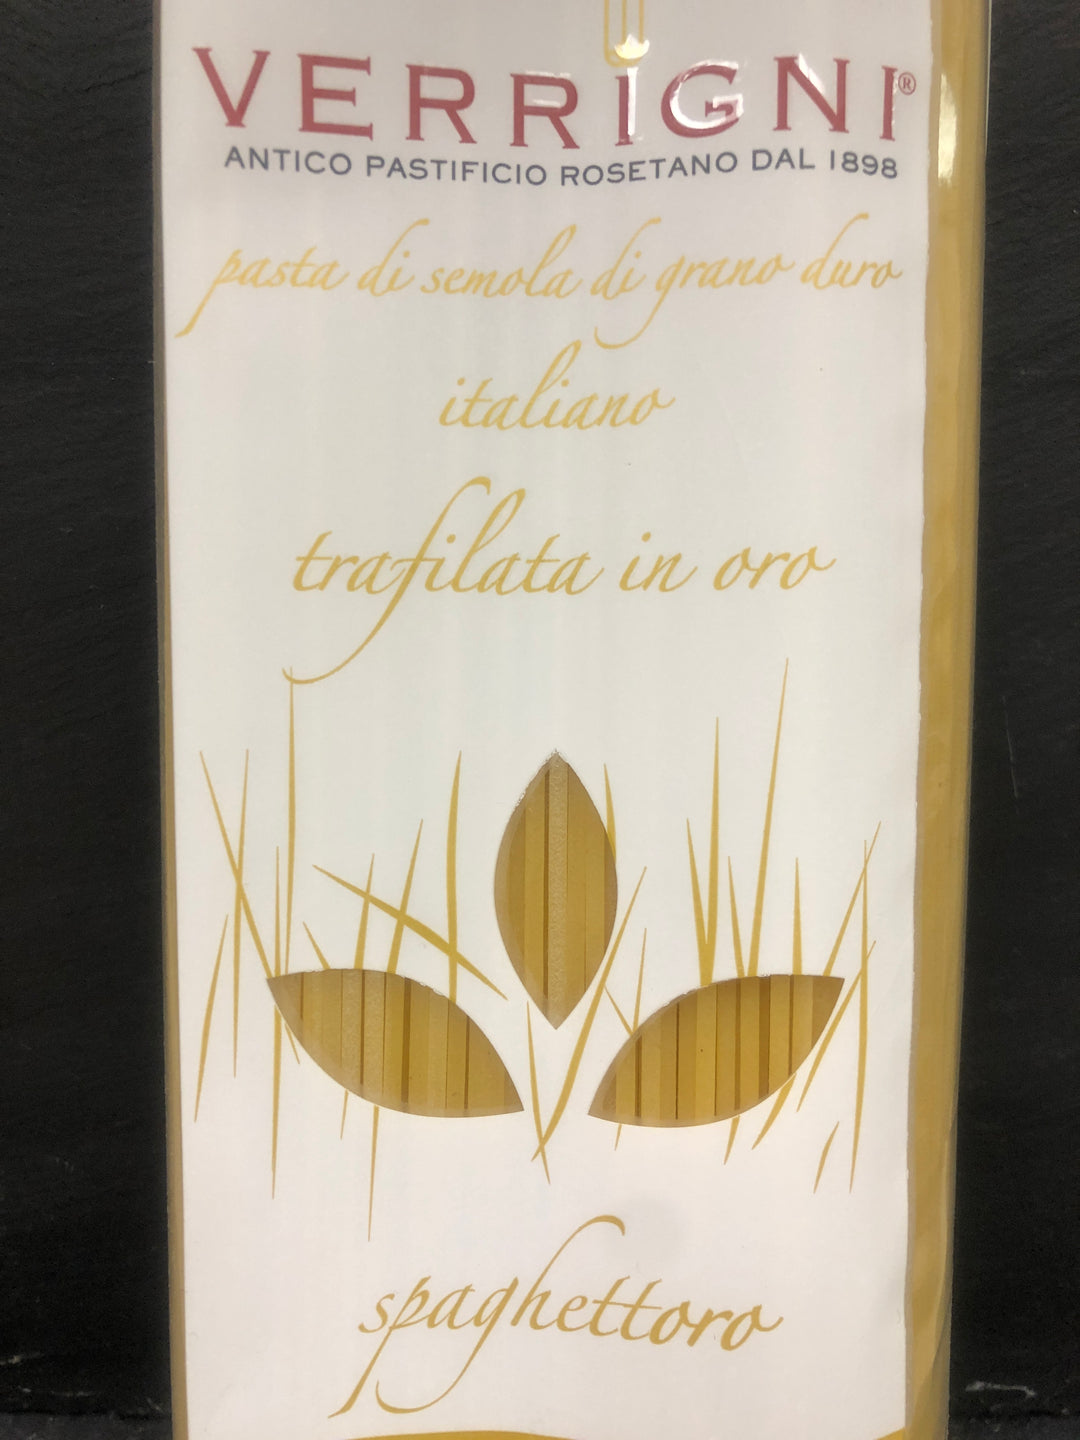 VERRIGNI®
ANTICO PASTIFICIO ROSETANO DAL 1898
pasta di semola di grano duro
italiano
trafilata in oro
spaghettoro